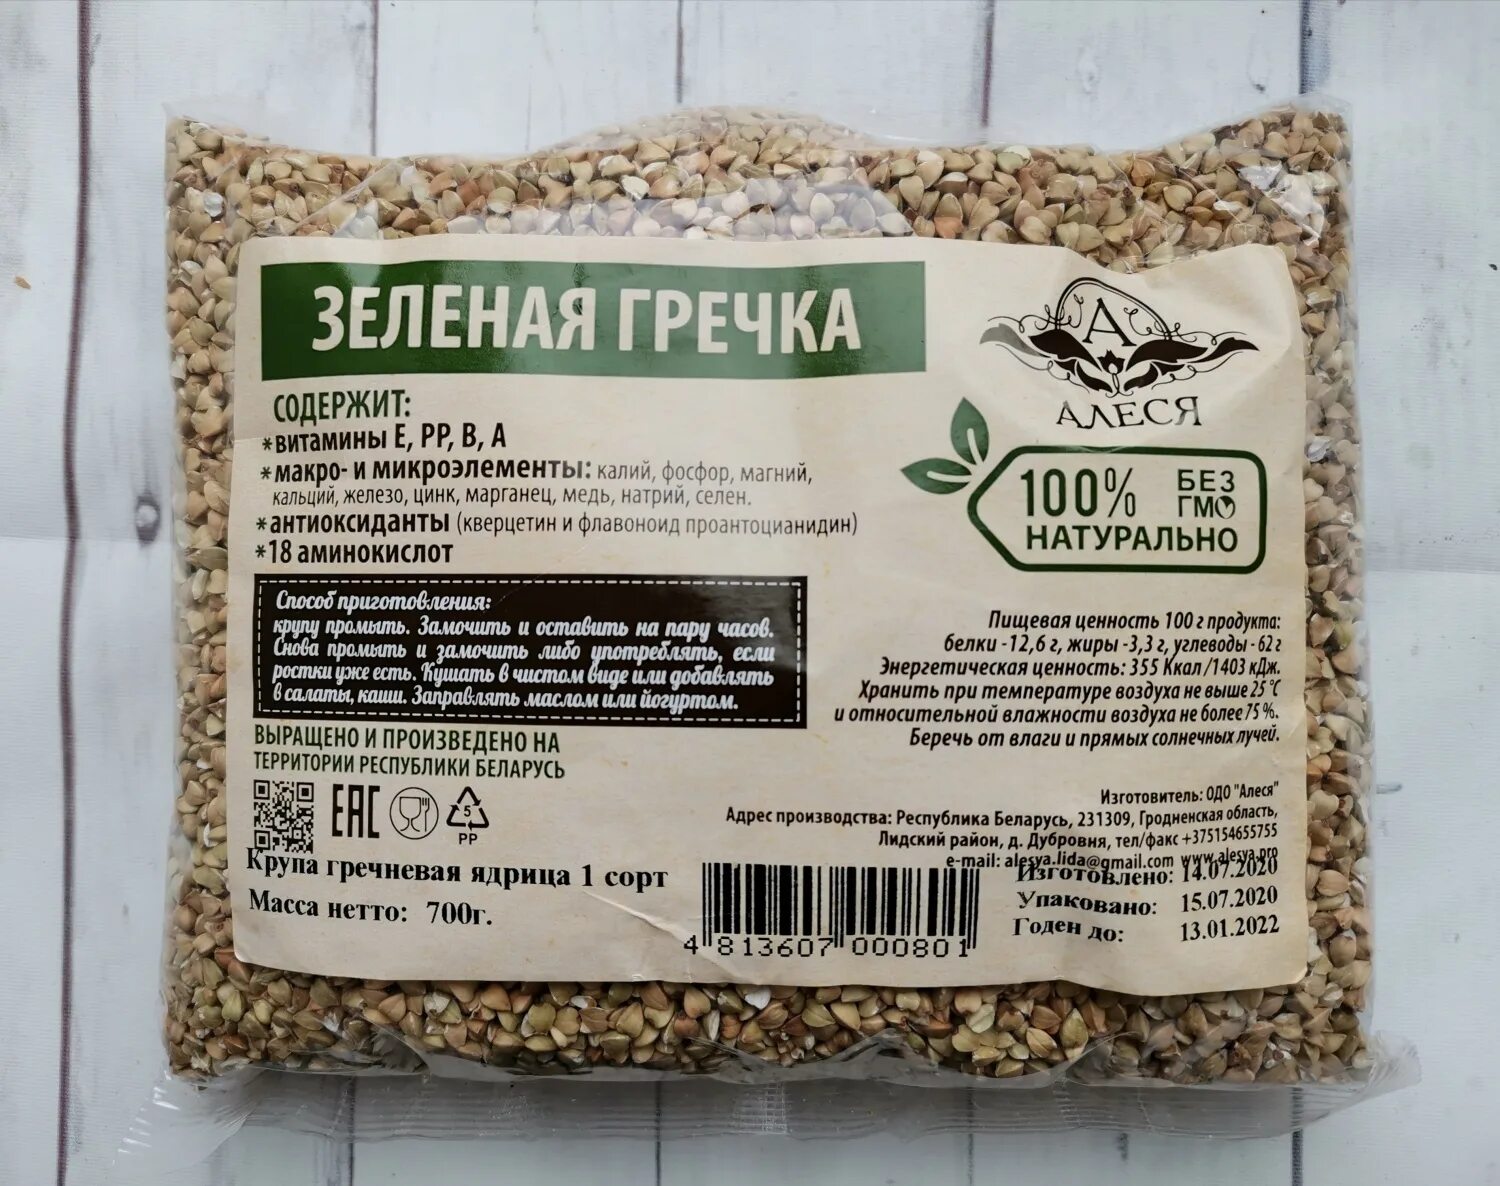 ЗЕЛЕНАЯ ГРЕЧКА
СОДЕРЖИТ:
*ВИТАМИНЫ Е, РР, В, А
*МАКРО- И МИКРОЭЛЕМЕНТЫ: калий, фосфор, магний,
кальций, железо, цинк, марганец, медь, натрий, селен.
*АНТИОКСИДАНТЫ (кверцетин и флавоноид проантоцианидин)
*18 АМИНОКИСЛОТ
Способ приготовления:
крупу промыть. Замочить и оставить на пару часов.
Снова промыть и замочить либо употреблять, если
ростки уже есть. Кушать в чистом виде или добавлять
в салаты, каши. Заправлять маслом или йогуртом.
ВЫРАЩЕНО И ПРОИЗВЕДЕНО НА
ТЕРРИТОРИИ РЕСПУБЛИКИ БЕЛАРУСЬ
ЕАС
5
PP
Крупа гречневая ядрица 1 сорт
Масса нетто: 700г.
А
АЛЕСЯ
100% НАТУРАЛЬНО
БЕЗ ГМО
Пищевая ценность 100 г продукта:
белки -12,6 г, жиры -3,3 г, углеводы - 62 г
Энергетическая ценность: 355 Ккал /1403 кДж.
Хранить при температуре воздуха не выше 25 °С
и относительной влажности воздуха не более 75 %.
Беречь от влаги и прямых солнечных лучей.
Изготовитель: ОДО "Алеся"
Адрес производства: Республика Беларусь, 231309, Гродненская область,
Лидский район, д. Дубровня, тел/факс +375154655755
e-mail: alesya.lida@gmail.com www.alesya.pro
Изготовлено: 14.07.2020
Упаковано: 15.07.2020
Годен до: 13.01.2022
4 813607 000801